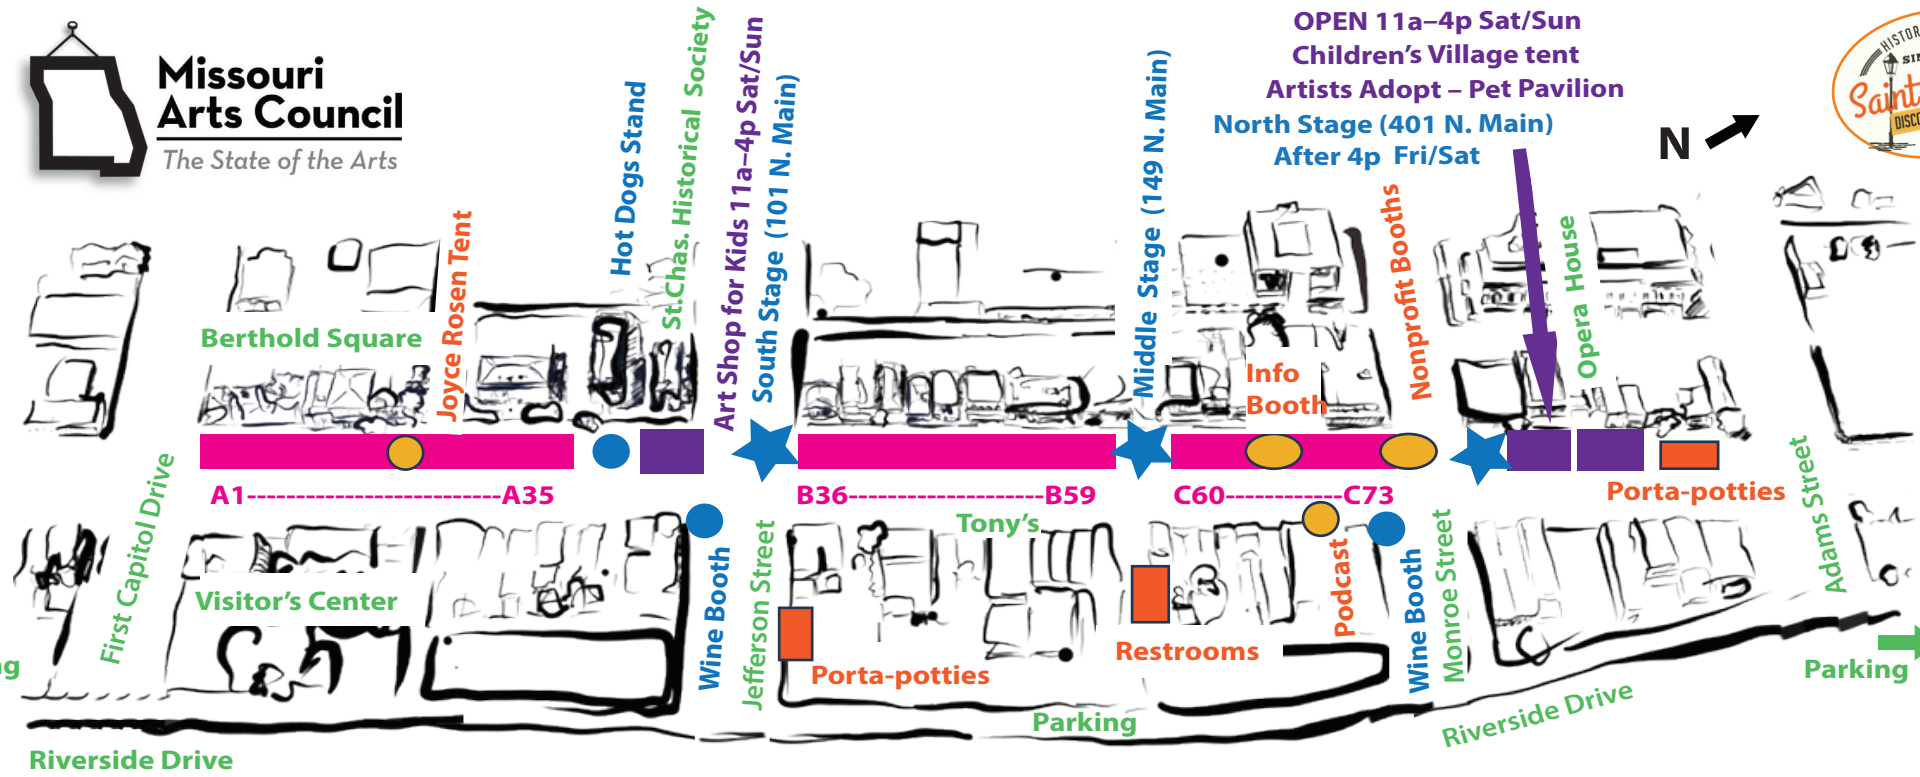 Missouri
Arts Council
The State of the Arts
Hot Dogs Stand
St.Chas. Historical Society
Art Shop for Kids 11a–4p Sat/Sun
South Stage (101 N. Main)
Middle Stage (149 N. Main)
OPEN 11a–4p Sat/Sun
Children's Village tent
Artists Adopt – Pet Pavilion
North Stage (401 N. Main)
After 4p Fri/Sat
N
Saint
Berthold Square
Joyce Rosen Tent
Info
Booth
Nonprofit Booths
Opera House
A1--------------------------A35
B36--------------------B59
C60------------C73
Tony's
Porta-potties
First Capitol Drive
Visitor's Center
Wine Booth
Jefferson Street
Porta-potties
Restrooms
Podcast
Wine Booth
Monroe Street
Adams Street
Parking
Parking
Riverside Drive
Riverside Drive